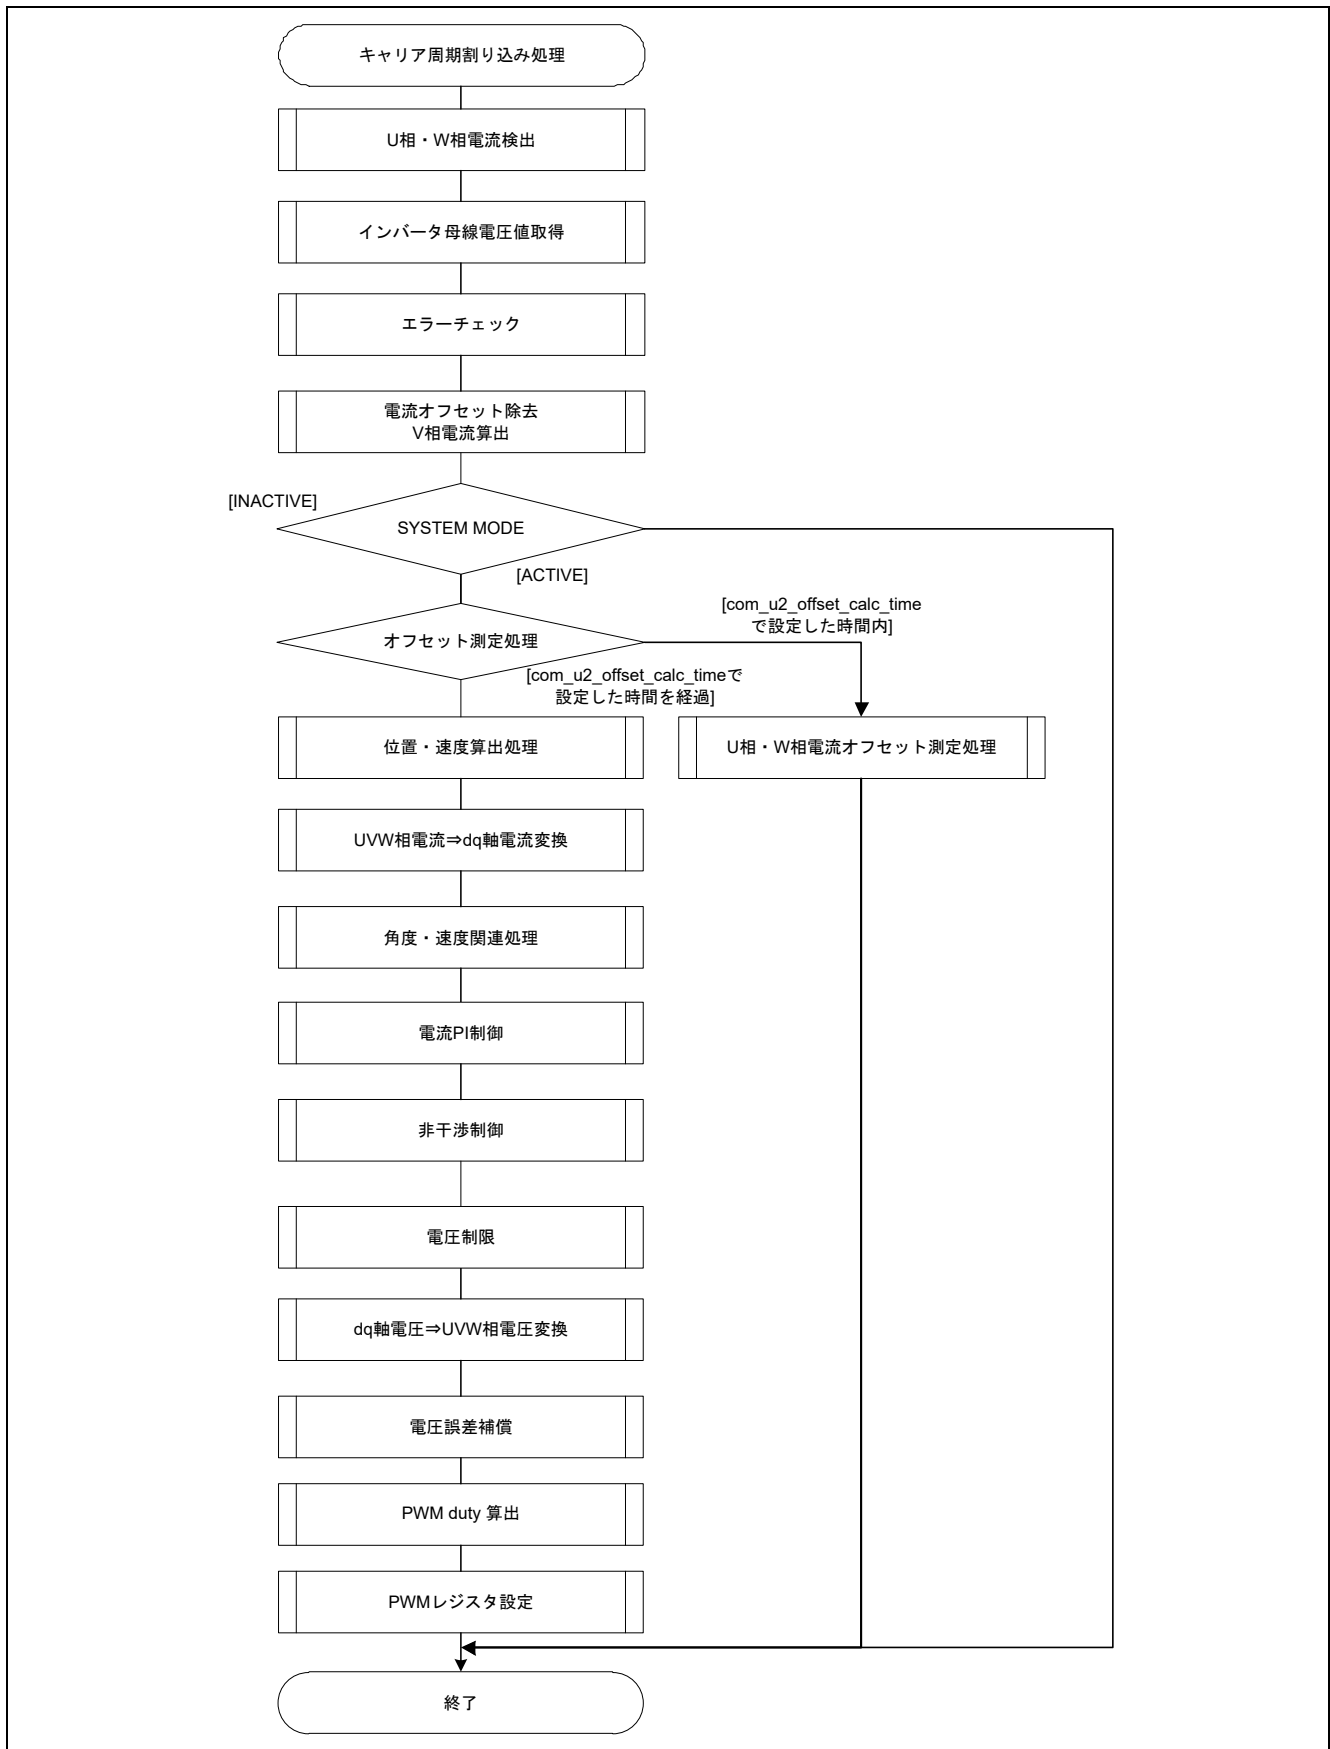 キャリア周期割り込み処理
U相・W相電流検出
インバータ母線電圧値取得
エラーチェック
電流オフセット除去
V相電流算出
[INACTIVE]
SYSTEM MODE
[ACTIVE]
[com_u2_offset_calc_time
で設定した時間内]
オフセット測定処理
[com_u2_offset_calc_timeで
設定した時間を経過]
位置・速度算出処理
U相・W相電流オフセット測定処理
UVW相電流⇒dq軸電流変換
角度・速度関連処理
電流PI制御
非干渉制御
電圧制限
dq軸電圧⇒UVW相電圧変換
電圧誤差補償
PWM duty 算出
PWMレジスタ設定
終了